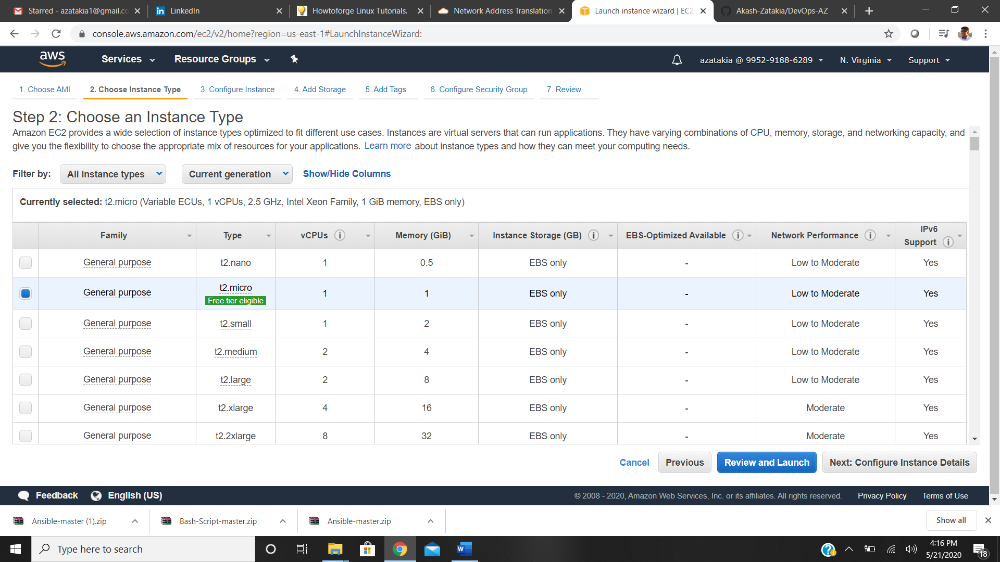 Starred - azatakia1@gmail.co
LinkedIn
Howtoforge Linux Tutorials.
Network Address Translation
Launch instance wizard | EC2
Akash-Zatakia/DevOps-AZ
console.aws.amazon.com/ec2/v2/home?region=us-east-1#LaunchInstanceWizard:
aws Services Resource Groups azatakia @ 9952-9188-6289 N. Virginia Support
1. Choose AMI 2. Choose Instance Type 3. Configure Instance 4. Add Storage 5. Add Tags 6. Configure Security Group 7. Review
Step 2: Choose an Instance Type
Amazon EC2 provides a wide selection of instance types optimized to fit different use cases. Instances are virtual servers that can run applications. They have varying combinations of CPU, memory, storage, and networking capacity, and
give you the flexibility to choose the appropriate mix of resources for your applications. Learn more about instance types and how they can meet your computing needs.
Filter by: All instance types Current generation Show/Hide Columns
Currently selected: t2.micro (Variable ECUs, 1 vCPUs, 2.5 GHz, Intel Xeon Family, 1 GiB memory, EBS only)
Family Type vCPUs Memory (GiB) Instance Storage (GB) EBS-Optimized Available Network Performance IPv6 Support
General purpose t2.nano 1 0.5 EBS only - Low to Moderate Yes
General purpose t2.micro Free tier eligible 1 1 EBS only - Low to Moderate Yes
General purpose t2.small 1 2 EBS only - Low to Moderate Yes
General purpose t2.medium 2 4 EBS only - Low to Moderate Yes
General purpose t2.large 2 8 EBS only - Low to Moderate Yes
General purpose t2.xlarge 4 16 EBS only - Moderate Yes
General purpose t2.2xlarge 8 32 EBS only - Moderate Yes
Cancel Previous Review and Launch Next: Configure Instance Details
Feedback English (US) © 2008 - 2020, Amazon Web Services, Inc. or its affiliates. All rights reserved. Privacy Policy Terms of Use
Ansible-master (1).zip Bash-Script-master.zip Ansible-master.zip Show all
Type here to search
4:16 PM
5/21/2020
18